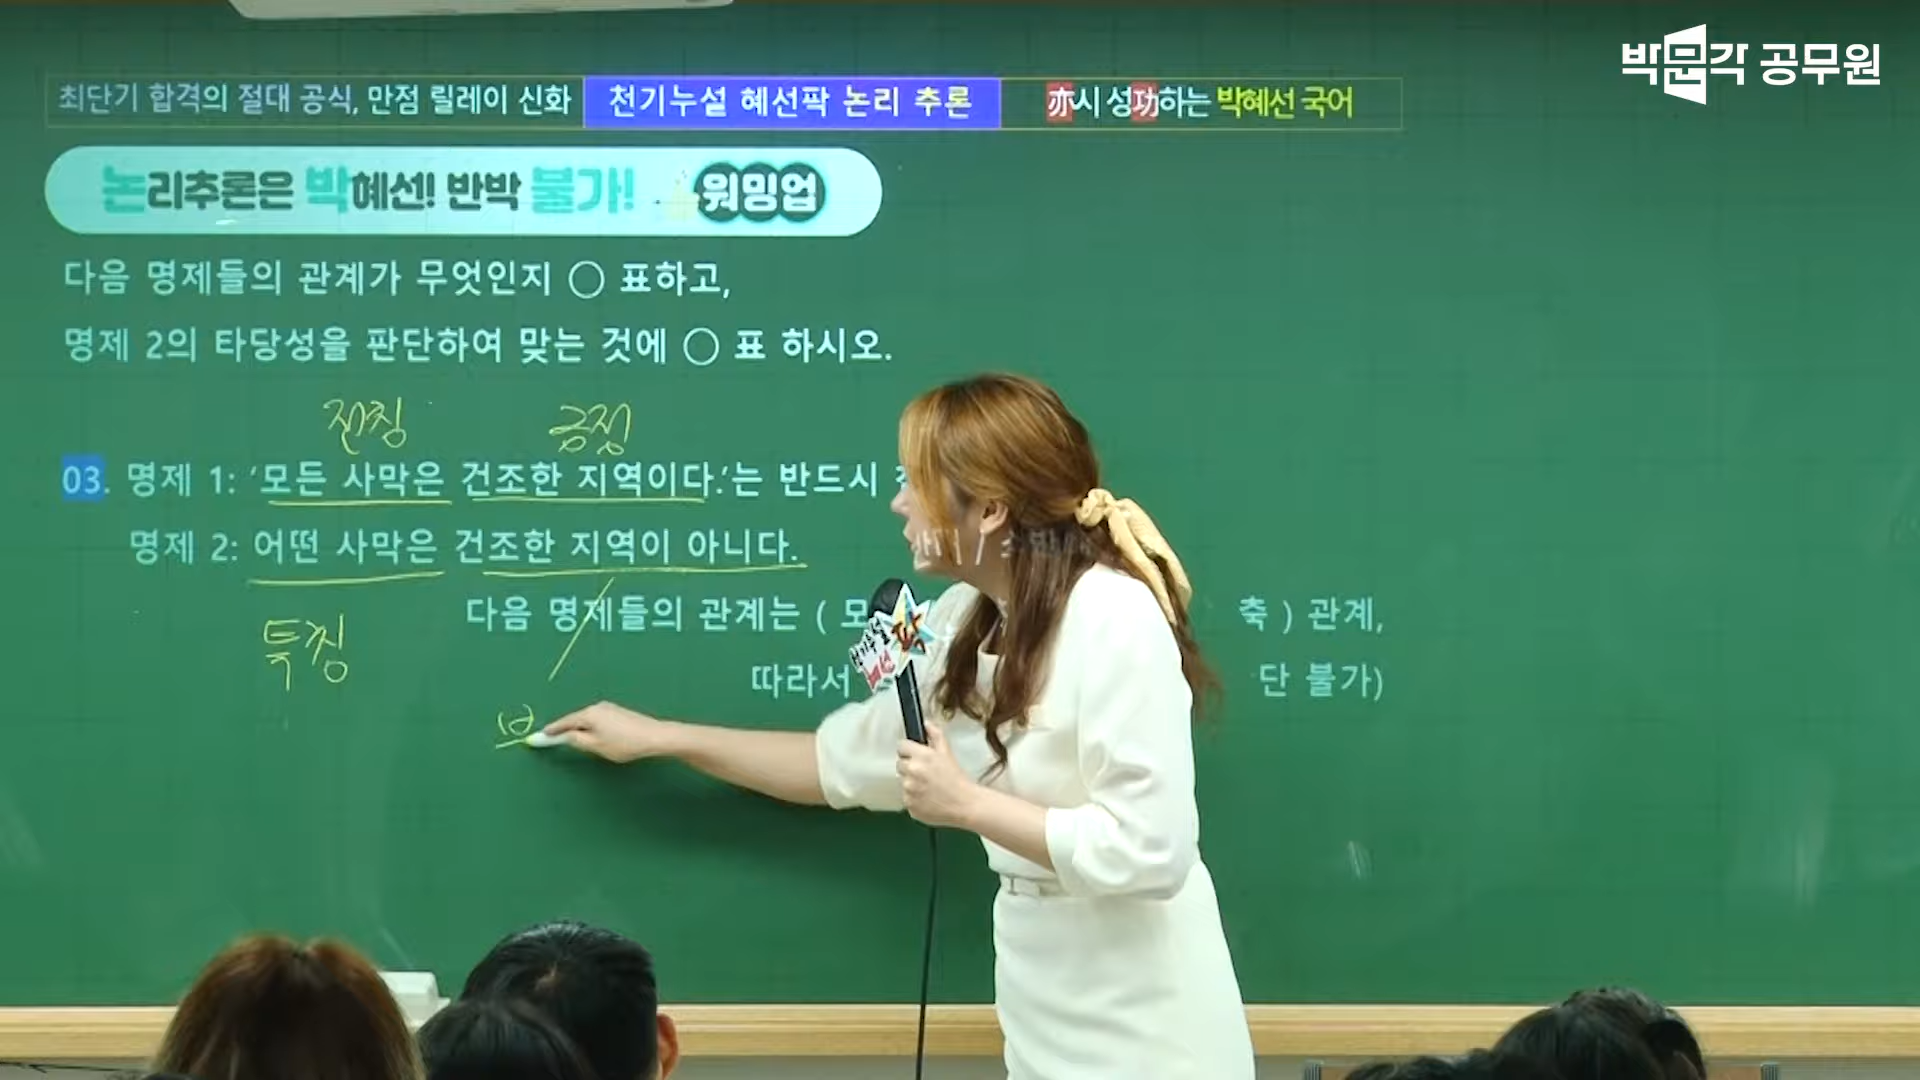 박문각 공무원
최단기 합격의 절대 공식, 만점 릴레이 신화
천기누설 혜선팍 논리 추론
亦시 성功하는 박혜선 국어
논리추론은 박혜선! 반박 불가! 워밍업
다음 명제들의 관계가 무엇인지 ○ 표하고,
명제 2의 타당성을 판단하여 맞는 것에 ○ 표 하시오.
전칭 긍정
03. 명제 1: ‘모든 사막은 건조한 지역이다.’는 반드시
명제 2: 어떤 사막은 건조한 지역이 아니다.
다음 명제들의 관계는 ( 모 축 ) 관계,
특칭
따라서 단 불가)